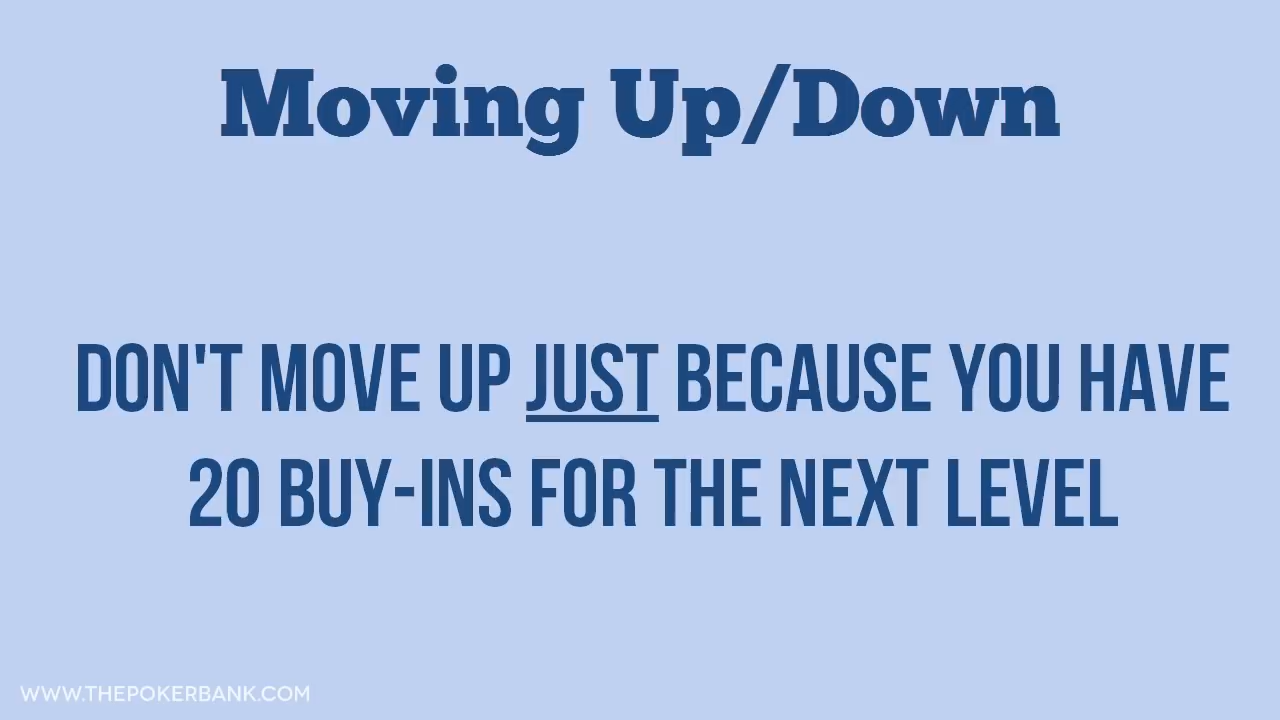 Moving Up/Down
DON'T MOVE UP JUST BECAUSE YOU HAVE
20 BUY-INS FOR THE NEXT LEVEL
WWW.THEPOKERBANK.COM